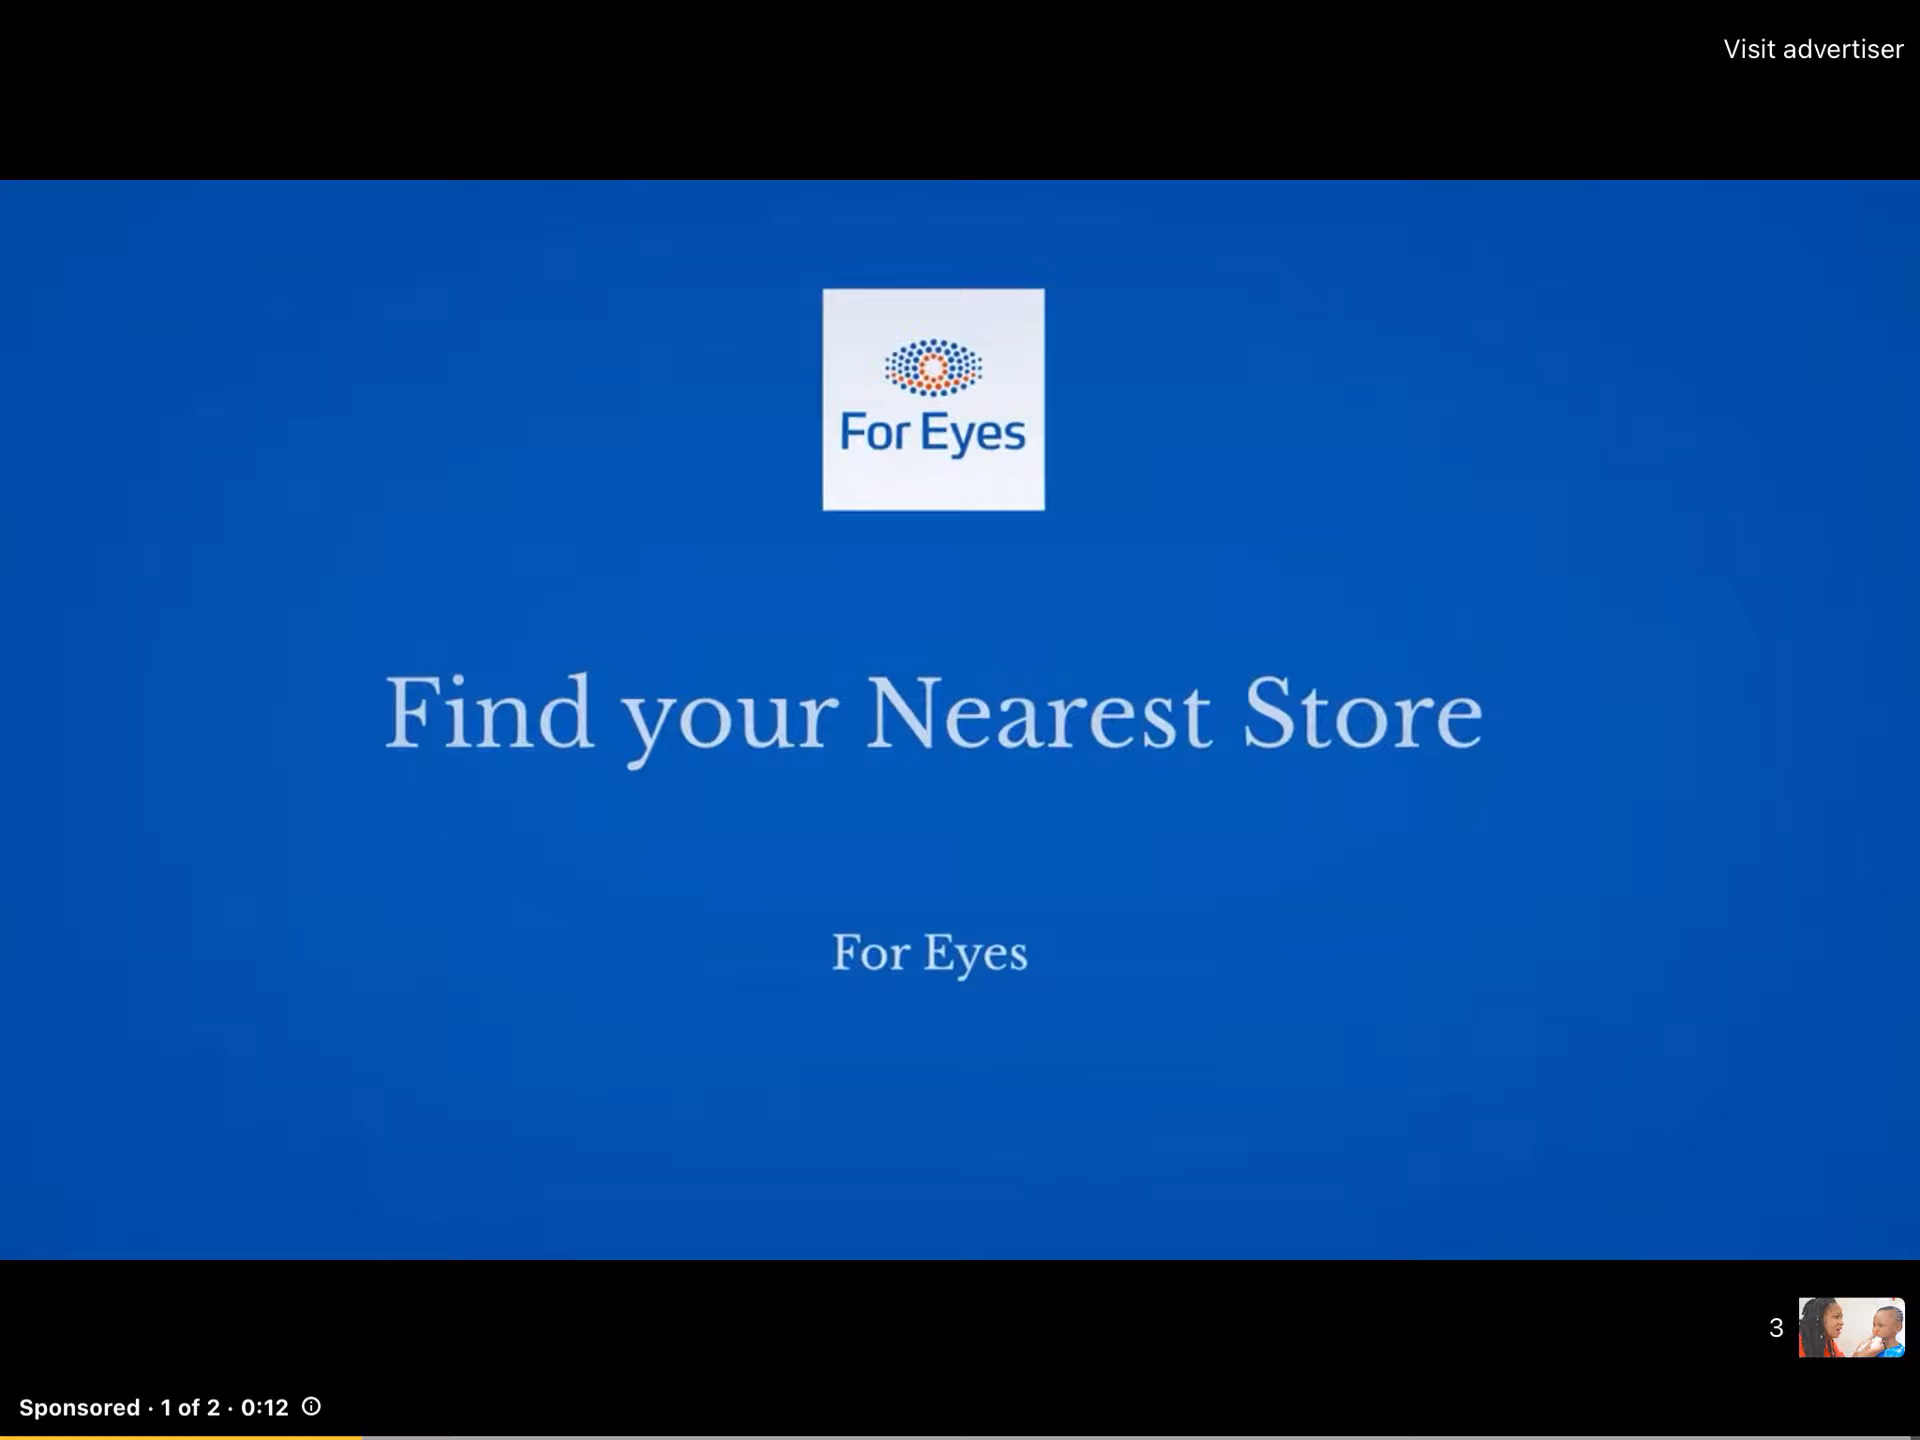 Visit advertiser
For Eyes
Find your Nearest Store
For Eyes
3
Sponsored · 1 of 2 · 0:12